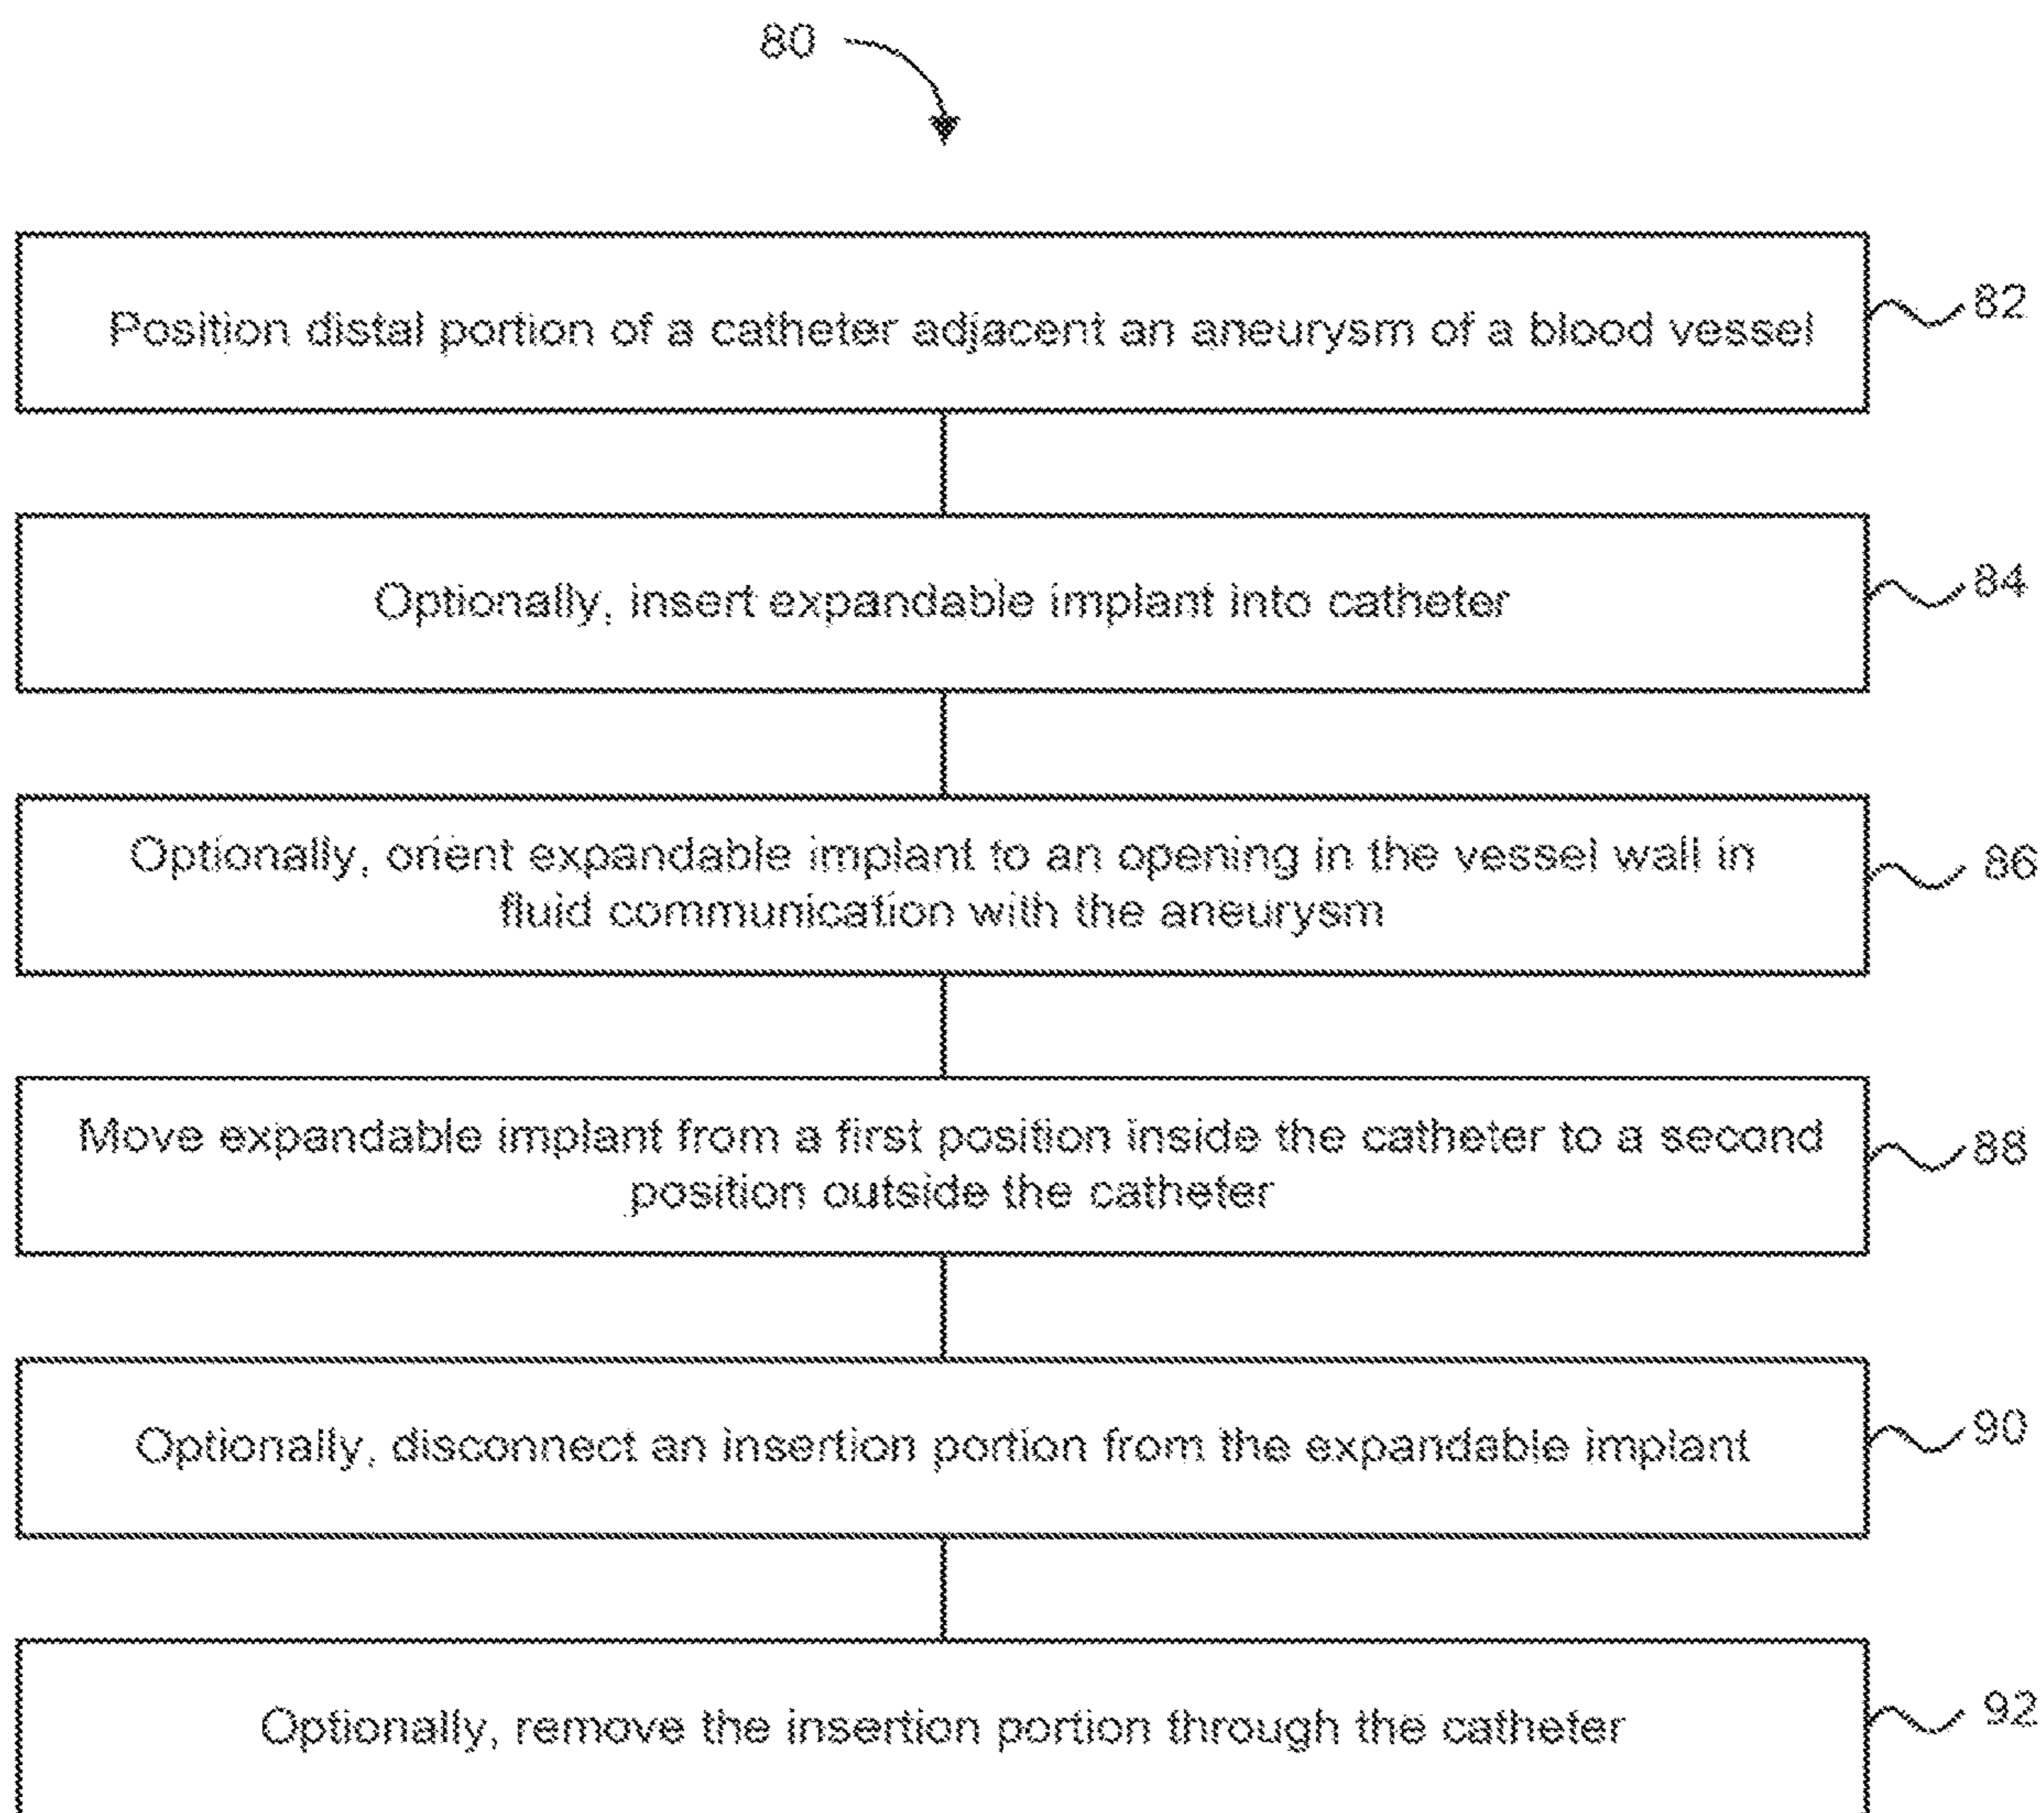 80
Position distal portion of a catheter adjacent an aneurysm of a blood vessel
82
Optionally, insert expandable implant into catheter
84
Optionally, orient expandable implant to an opening in the vessel wall in
fluid communication with the aneurysm
86
Move expandable implant from a first position inside the catheter to a second
position outside the catheter
88
Optionally, disconnect an insertion portion from the expandable implant
90
Optionally, remove the insertion portion through the catheter
92